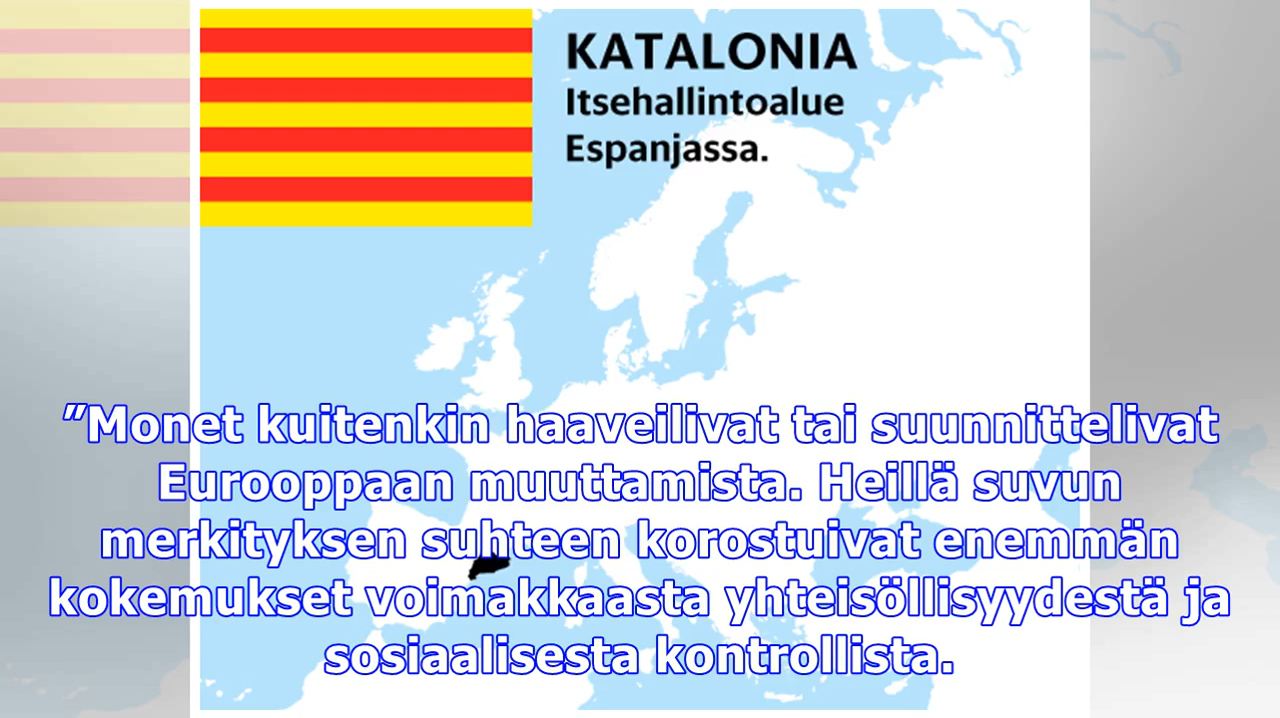 KATALONIA
Itsehallintoalue
Espanjassa.
”Monet kuitenkin haaveilivat tai suunnittelivat
Eurooppaan muuttamista. Heillä suvun
merkityksen suhteen korostuivat enemmän
kokemukset voimakkaasta yhteisöllisyydestä ja
sosiaalisesta kontrollista.